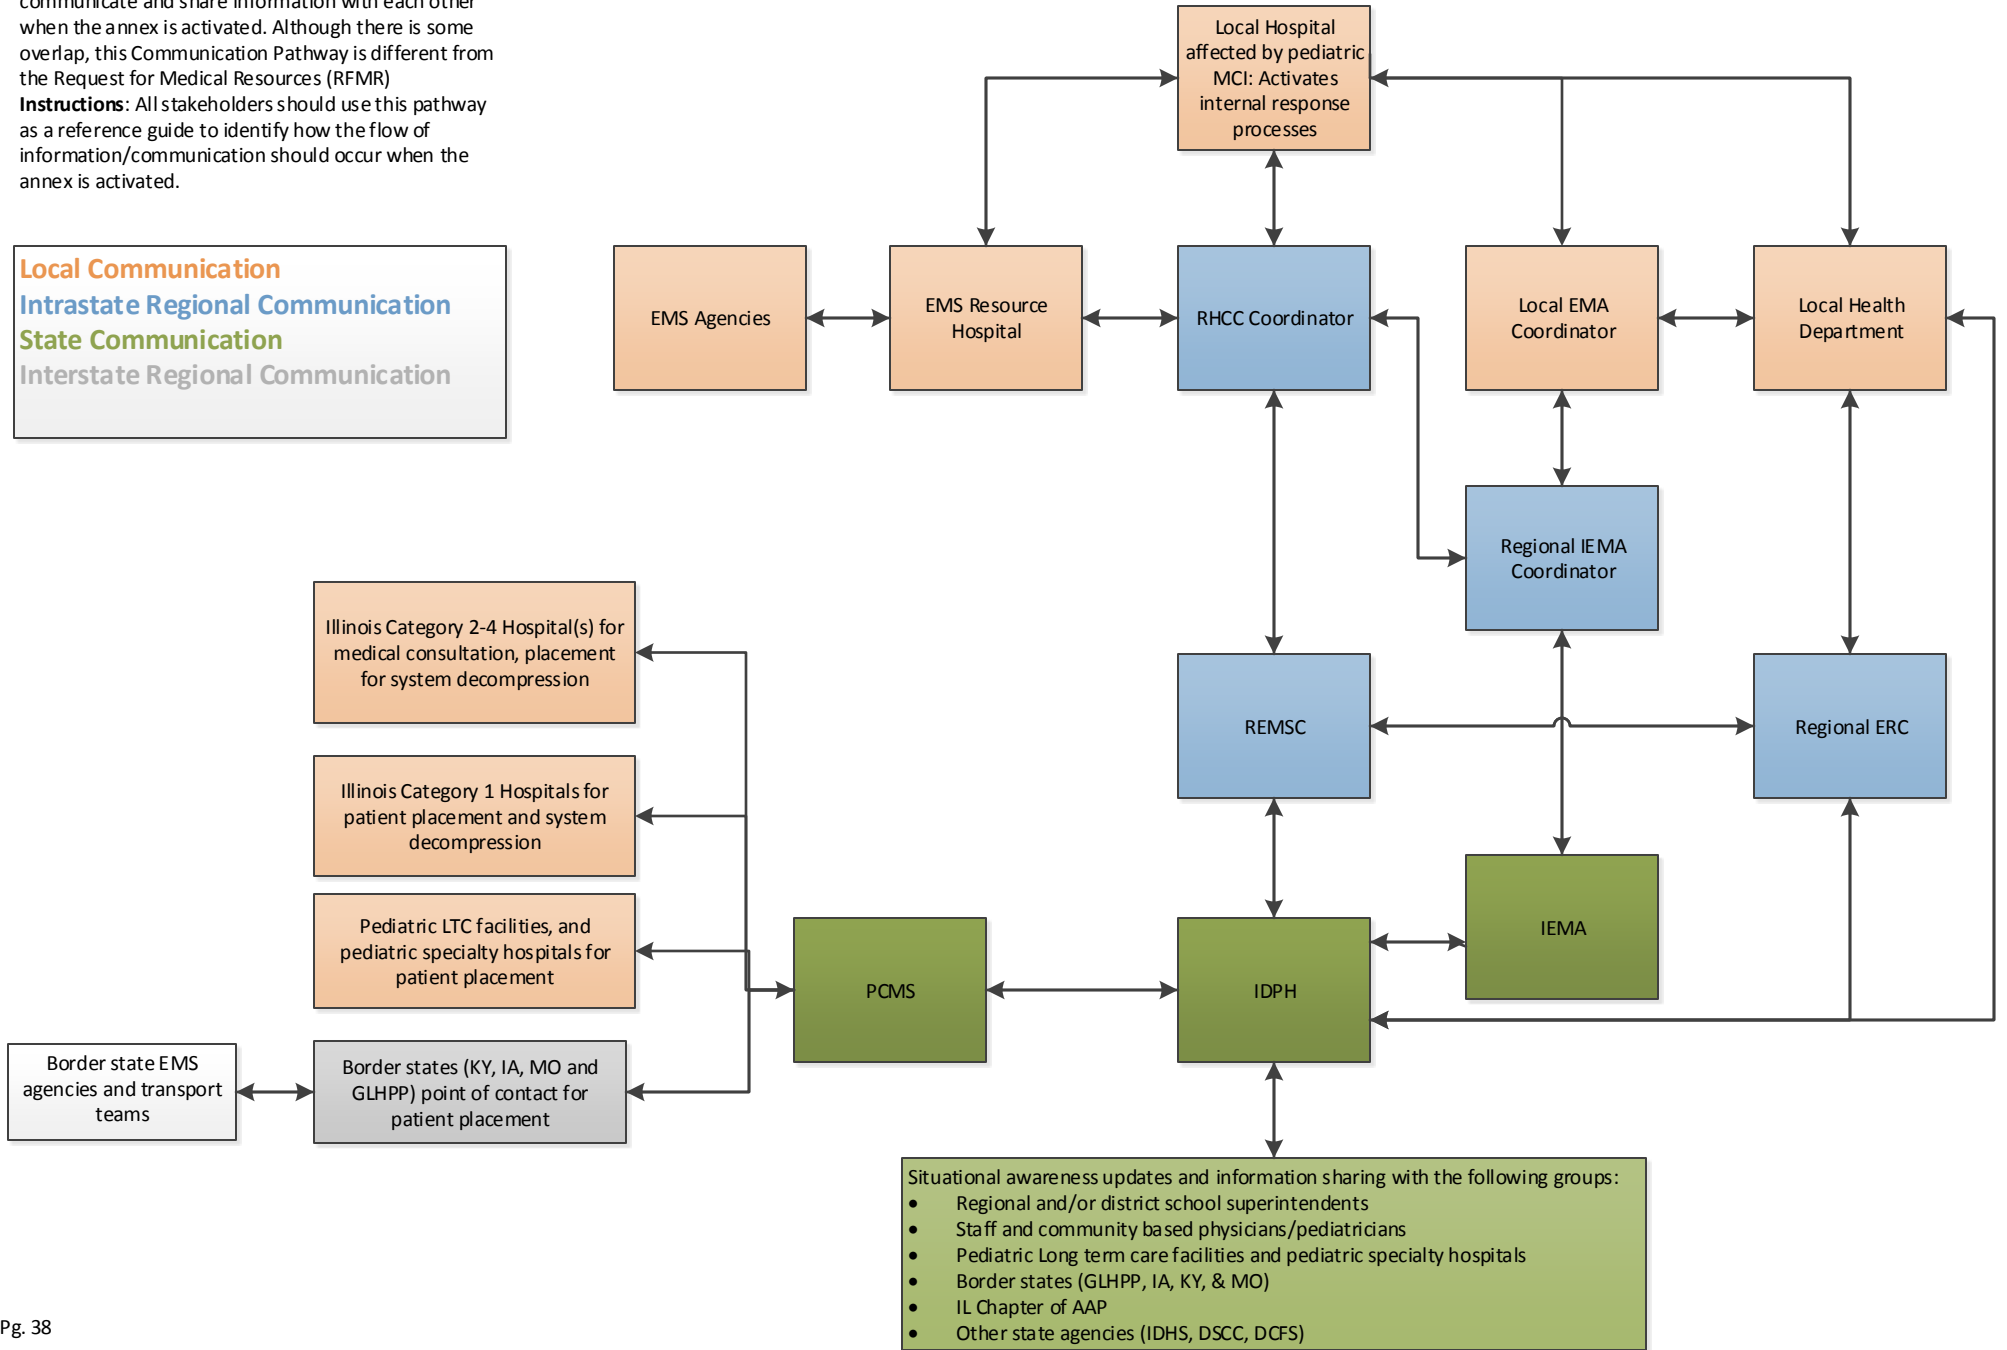 communicate and share information with each other
when the annex is activated. Although there is some
overlap, this Communication Pathway is different from
the Request for Medical Resources (RFMR)
Instructions: All stakeholders should use this pathway
as a reference guide to identify how the flow of
information/communication should occur when the
annex is activated.
Local Communication
Intrastate Regional Communication
State Communication
Interstate Regional Communication
Local Hospital
affected by pediatric
MCI: Activates
internal response
processes
EMS Agencies
EMS Resource
Hospital
RHCC Coordinator
Local EMA
Coordinator
Local Health
Department
Regional IEMA
Coordinator
Illinois Category 2-4 Hospital(s) for
medical consultation, placement
for system decompression
REMSC
Regional ERC
Illinois Category 1 Hospitals for
patient placement and system
decompression
Pediatric LTC facilities, and
pediatric specialty hospitals for
patient placement
PCMS
IDPH
IEMA
Border state EMS
agencies and transport
teams
Border states (KY, IA, MO and
GLHPP) point of contact for
patient placement
Situational awareness updates and information sharing with the following groups:
• Regional and/or district school superintendents
• Staff and community based physicians/pediatricians
• Pediatric Long term care facilities and pediatric specialty hospitals
• Border states (GLHPP, IA, KY, & MO)
• IL Chapter of AAP
• Other state agencies (IDHS, DSCC, DCFS)
Pg. 38